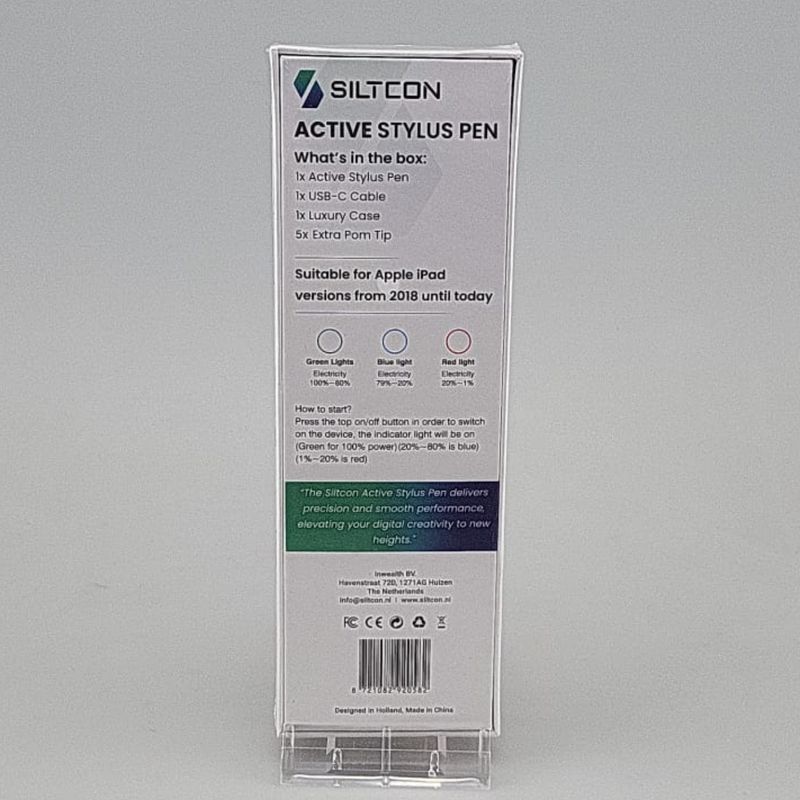 SILTCON
ACTIVE STYLUS PEN
What's in the box:
1x Active Stylus Pen
1x USB-C Cable
1x Luxury Case
5x Extra Pom Tip
Suitable for Apple iPad
versions from 2018 until today
Green Lights Blue light Red light
Electricity Electricity Electricity
100%~80% 79%~20% 20%~1%
How to start?
Press the top on/off button in order to switch
on the device, the indicator light will be on
(Green for 100% power)(20%~80% is blue)
(1%~20% is red)
"The Siltcon Active Stylus Pen delivers
precision and smooth performance,
elevating your digital creativity to new
heights."
Inwealth BV.
Havenstraat 72D, 1271AG Huizen
The Netherlands
info@siltcon.nl | www.siltcon.nl
FC CE
8 721082 920582
Designed in Holland, Made in China